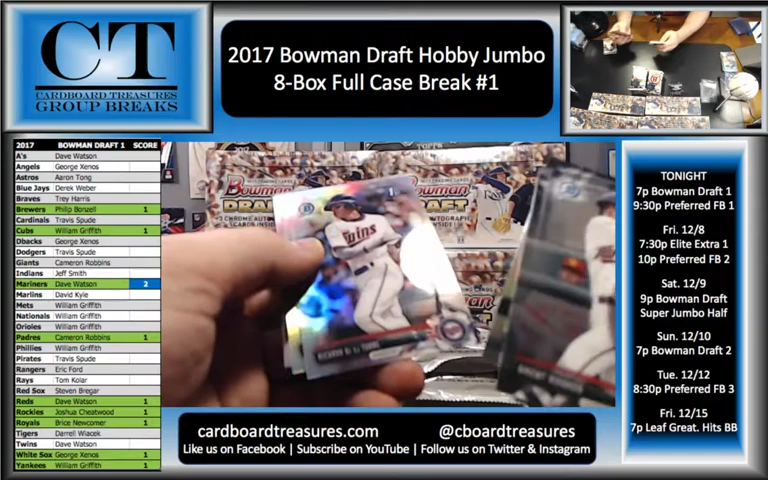 CT
CARDBOARD TREASURES
GROUP BREAKS
2017 Bowman Draft Hobby Jumbo
8-Box Full Case Break #1
2017 BOWMAN DRAFT 1 SCORE
A's Dave Watson
Angels George Xenos
Astros Aaron Tong
Blue Jays Derek Weber
Braves Trey Harris
Brewers Philip Bonzell 1
Cardinals Travis Spude
Cubs William Griffith 1
Dbacks George Xenos
Dodgers Travis Spude
Giants Cameron Robbins
Indians Jeff Smith
Mariners Dave Watson 2
Marlins David Kyle
Mets William Griffith
Nationals William Griffith
Orioles William Griffith
Padres Cameron Robbins 1
Phillies William Griffith
Pirates Travis Spude
Rangers Eric Ford
Rays Tom Kolar
Red Sox Steven Bregar
Reds Dave Watson 1
Rockies Joshua Cheatwood 1
Royals Brice Newcomer 1
Tigers Darrell Wiacek
Twins Dave Watson
White Sox George Xenos 1
Yankees William Griffith 1
2017
TOPPS
Bowman
DRAFT
Bowman
DRAFT
Twins
TONIGHT
7p Bowman Draft 1
9:30p Preferred FB 1
Fri. 12/8
7:30p Elite Extra 1
10p Preferred FB 2
Sat. 12/9
9p Bowman Draft
Super Jumbo Half
Sun. 12/10
7p Bowman Draft 2
Tue. 12/12
8:30p Preferred FB 3
Fri. 12/15
7p Leaf Great. Hits BB
cardboardtreasures.com @cboardtreasures
Like us on Facebook | Subscribe on YouTube | Follow us on Twitter & Instagram